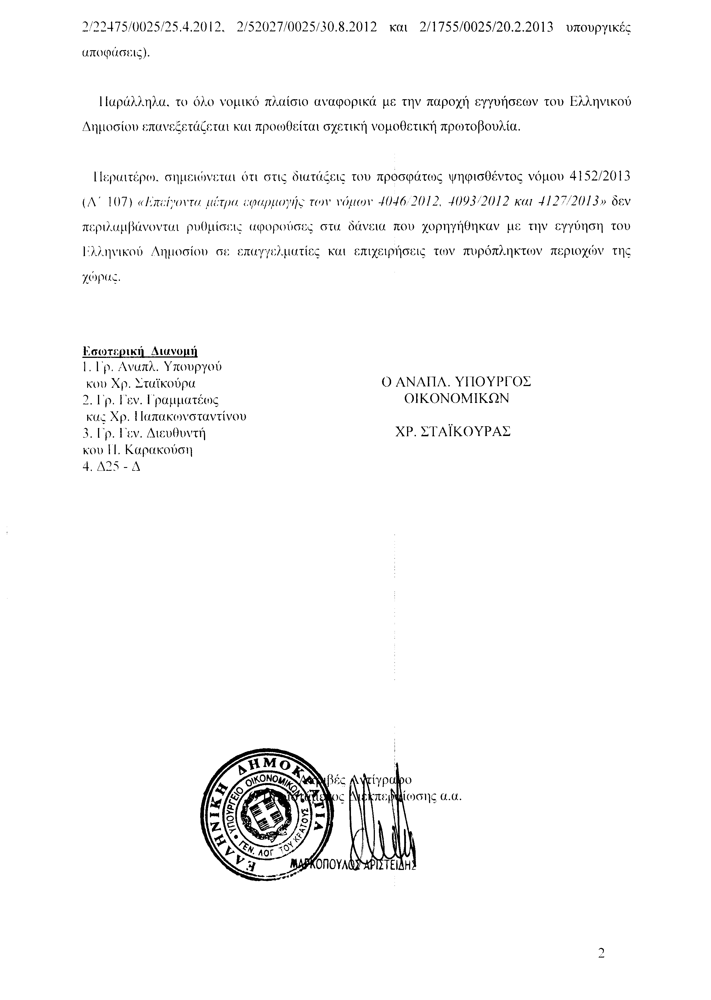 2/22475/0025/25.4.2012, 2/52027/0025/30.8.2012 και 2/1755/0025/20.2.2013 υπουργικές
αποφάσεις).
Παράλληλα, το όλο νομικό πλαίσιο αναφορικά με την παροχή εγγυήσεων του Ελληνικού
Δημοσίου επανεξετάζεται και προωθείται σχετική νομοθετική πρωτοβουλία.
Περαιτέρω, σημειώνεται ότι στις διατάξεις του προσφάτως ψηφισθέντος νόμου 4152/2013
(Α΄ 107) «Επείγοντα μέτρα εφαρμογής των νόμων 4046/2012, 4093/2012 και 4127/2013» δεν
περιλαμβάνονται ρυθμίσεις αφορούσες στα δάνεια που χορηγήθηκαν με την εγγύηση του
Ελληνικού Δημοσίου σε επαγγελματίες και επιχειρήσεις των πυρόπληκτων περιοχών της
χώρας.
Εσωτερική Διανομή
1. Γρ. Αναπλ. Υπουργού
κου Χρ. Σταϊκούρα
2. Γρ. Γεν. Γραμματέως
κας Χρ. Παπακωνσταντίνου
3. Γρ. Γεν. Διευθυντή
κου Π. Καρακούση
4. Δ25 - Δ
Ο ΑΝΑΠΛ. ΥΠΟΥΡΓΟΣ
ΟΙΚΟΝΟΜΙΚΩΝ
ΧΡ. ΣΤΑΪΚΟΥΡΑΣ
ΕΛΛΗΝΙΚΗ ΔΗΜΟΚΡΑΤΙΑ
ΥΠΟΥΡΓΕΙΟ ΟΙΚΟΝΟΜΙΚΩΝ
ΓΕΝ. ΛΟΓ ΤΟΥ ΚΡΑΤΟΥΣ
Ακριβές Αντίγραφο
Ο Προϊστάμενος Διεκπεραίωσης α.α.
ΜΑΡΚΟΠΟΥΛΟΣ ΑΡΙΣΤΕΙΔΗΣ
2